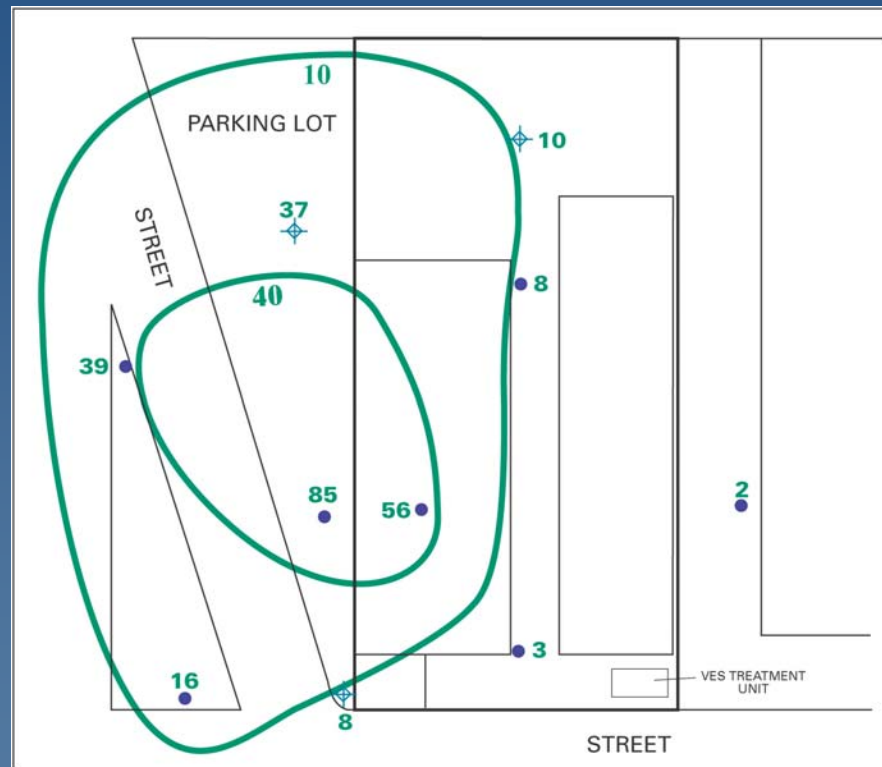 10
PARKING LOT
10
37
STREET
8
40
39
85
56
2
3
16
VES TREATMENT
UNIT
8
STREET